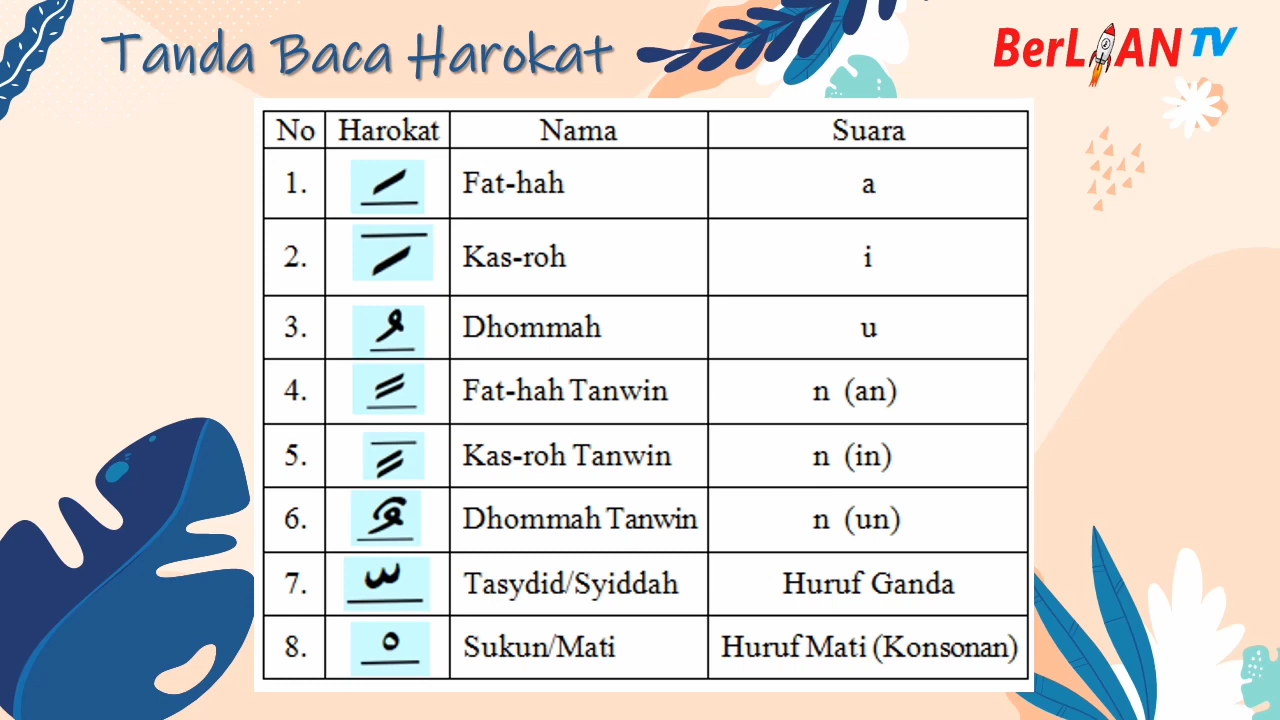 Tanda Baca Harokat
BerLIAN TV
No Harokat Nama Suara
1. َ Fat-hah a
2. ِ Kas-roh i
3. ُ Dhommah u
4. ً Fat-hah Tanwin n (an)
5. ٍ Kas-roh Tanwin n (in)
6. ٌ Dhommah Tanwin n (un)
7. ّ Tasydid/Syiddah Huruf Ganda
8. ْ Sukun/Mati Huruf Mati (Konsonan)